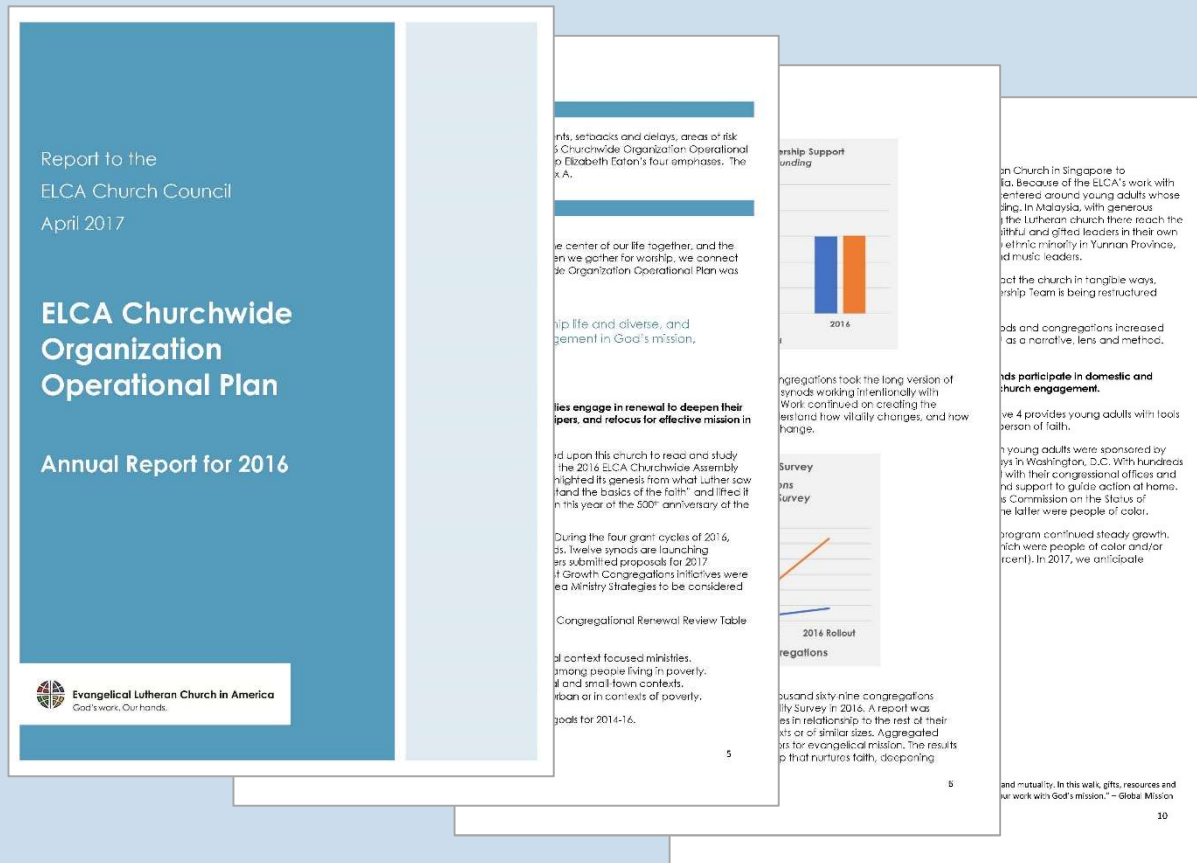 Report to the
ELCA Church Council
April 2017
ELCA Churchwide
Organization
Operational Plan
Annual Report for 2016
Evangelical Lutheran Church in America
God's work. Our hands.
nts, setbacks and delays, areas of risk
Churchwide Organization Operational
p Elizabeth Eaton's four emphases. The
x A.
e center of our life together, and the
en we gather for worship, we connect
de Organization Operational Plan was
ip life and diverse, and
gement in God's mission,
lies engage in renewal to deepen their
ipers, and refocus for effective mission in
ed upon this church to read and study
the 2016 ELCA Churchwide Assembly
hlighted its genesis from what Luther saw
tand the basics of the faith" and lifted it
n this year of the 500th anniversary of the
During the four grant cycles of 2016,
ds. Twelve synods are launching
ers submitted proposals for 2017
t Growth Congregations initiatives were
ea Ministry Strategies to be considered
Congregational Renewal Review Table
al context focused ministries.
among people living in poverty.
al and small-town contexts.
rban or in contexts of poverty.
goals for 2014-16.
5
ership Support
unding
2016
ngregations took the long version of
synods working intentionally with
Work continued on creating the
erstand how vitality changes, and how
hange.
Survey
ons
Survey
2016 Rollout
regations
ousand sixty-nine congregations
lity Survey in 2016. A report was
es in relationship to the rest of their
xts or of similar sizes. Aggregated
ors for evangelical mission. The results
p that nurtures faith, deepening
6
an Church in Singapore to
ia. Because of the ELCA's work with
entered around young adults whose
ding. In Malaysia, with generous
g the Lutheran church there reach the
aithful and gifted leaders in their own
ethnic minority in Yunnan Province,
nd music leaders.
act the church in tangible ways,
ership Team is being restructured
ods and congregations increased
as a narrative, lens and method.
nds participate in domestic and
church engagement.
ve 4 provides young adults with tools
person of faith.
n young adults were sponsored by
ys in Washington, D.C. With hundreds
with their congressional offices and
nd support to guide action at home.
s Commission on the Status of
he latter were people of color.
program continued steady growth.
hich were people of color and/or
rcent). In 2017, we anticipate
and mutuality. In this walk, gifts, resources and
ur work with God's mission." – Global Mission
10